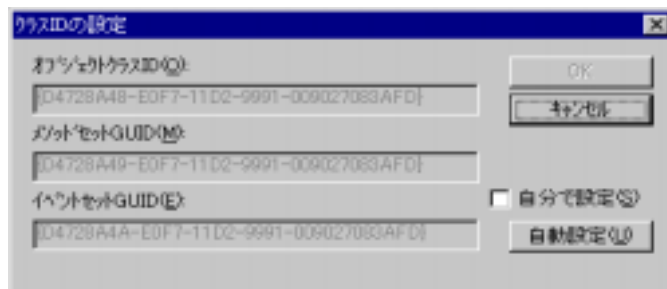 クラスIDの設定
オブジェクトクラスID(O):
{D4728A48-E0F7-11D2-9991-009027083AFD}
OK
キャンセル
メソッドセットGUID(M):
{D4728A49-E0F7-11D2-9991-009027083AFD}
イベントセットGUID(E):
自分で設定(S)
{D4728A4A-E0F7-11D2-9991-009027083AFD}
自動設定(U)